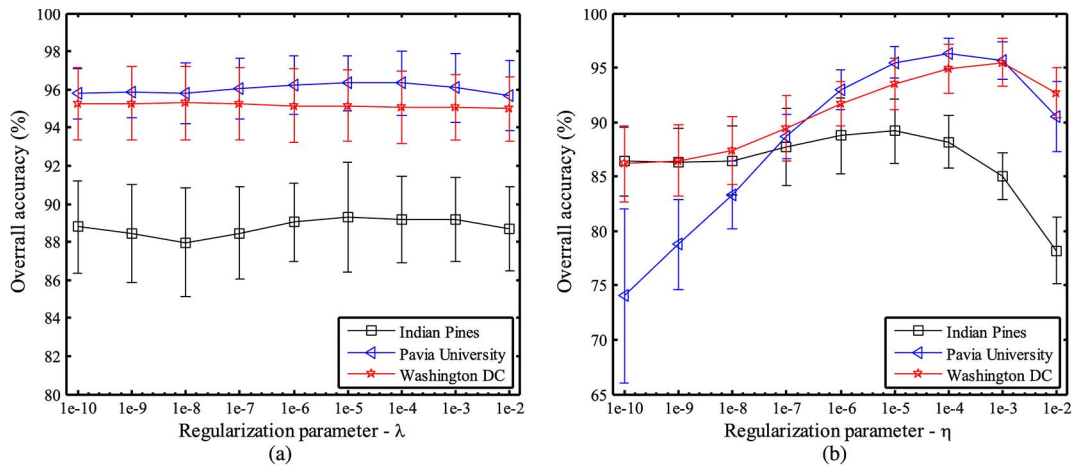 100
98
96
94
92
90
88
86
84
82
80
Overrall accuracy (%)
1e-10 1e-9 1e-8 1e-7 1e-6 1e-5 1e-4 1e-3 1e-2
Regularization parameter - λ
Indian Pines
Pavia University
Washington DC
(a)
100
95
90
85
80
75
70
65
Overrall accuracy (%)
1e-10 1e-9 1e-8 1e-7 1e-6 1e-5 1e-4 1e-3 1e-2
Regularization parameter - η
Indian Pines
Pavia University
Washington DC
(b)